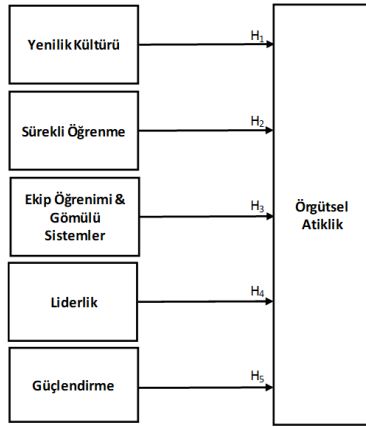 Yenilik Kültürü
H₁
Sürekli Öğrenme
H₂
Ekip Öğrenimi &
Gömülü
Sistemler
H₃
Liderlik
H₄
Güçlendirme
H₅
Örgütsel
Atiklik